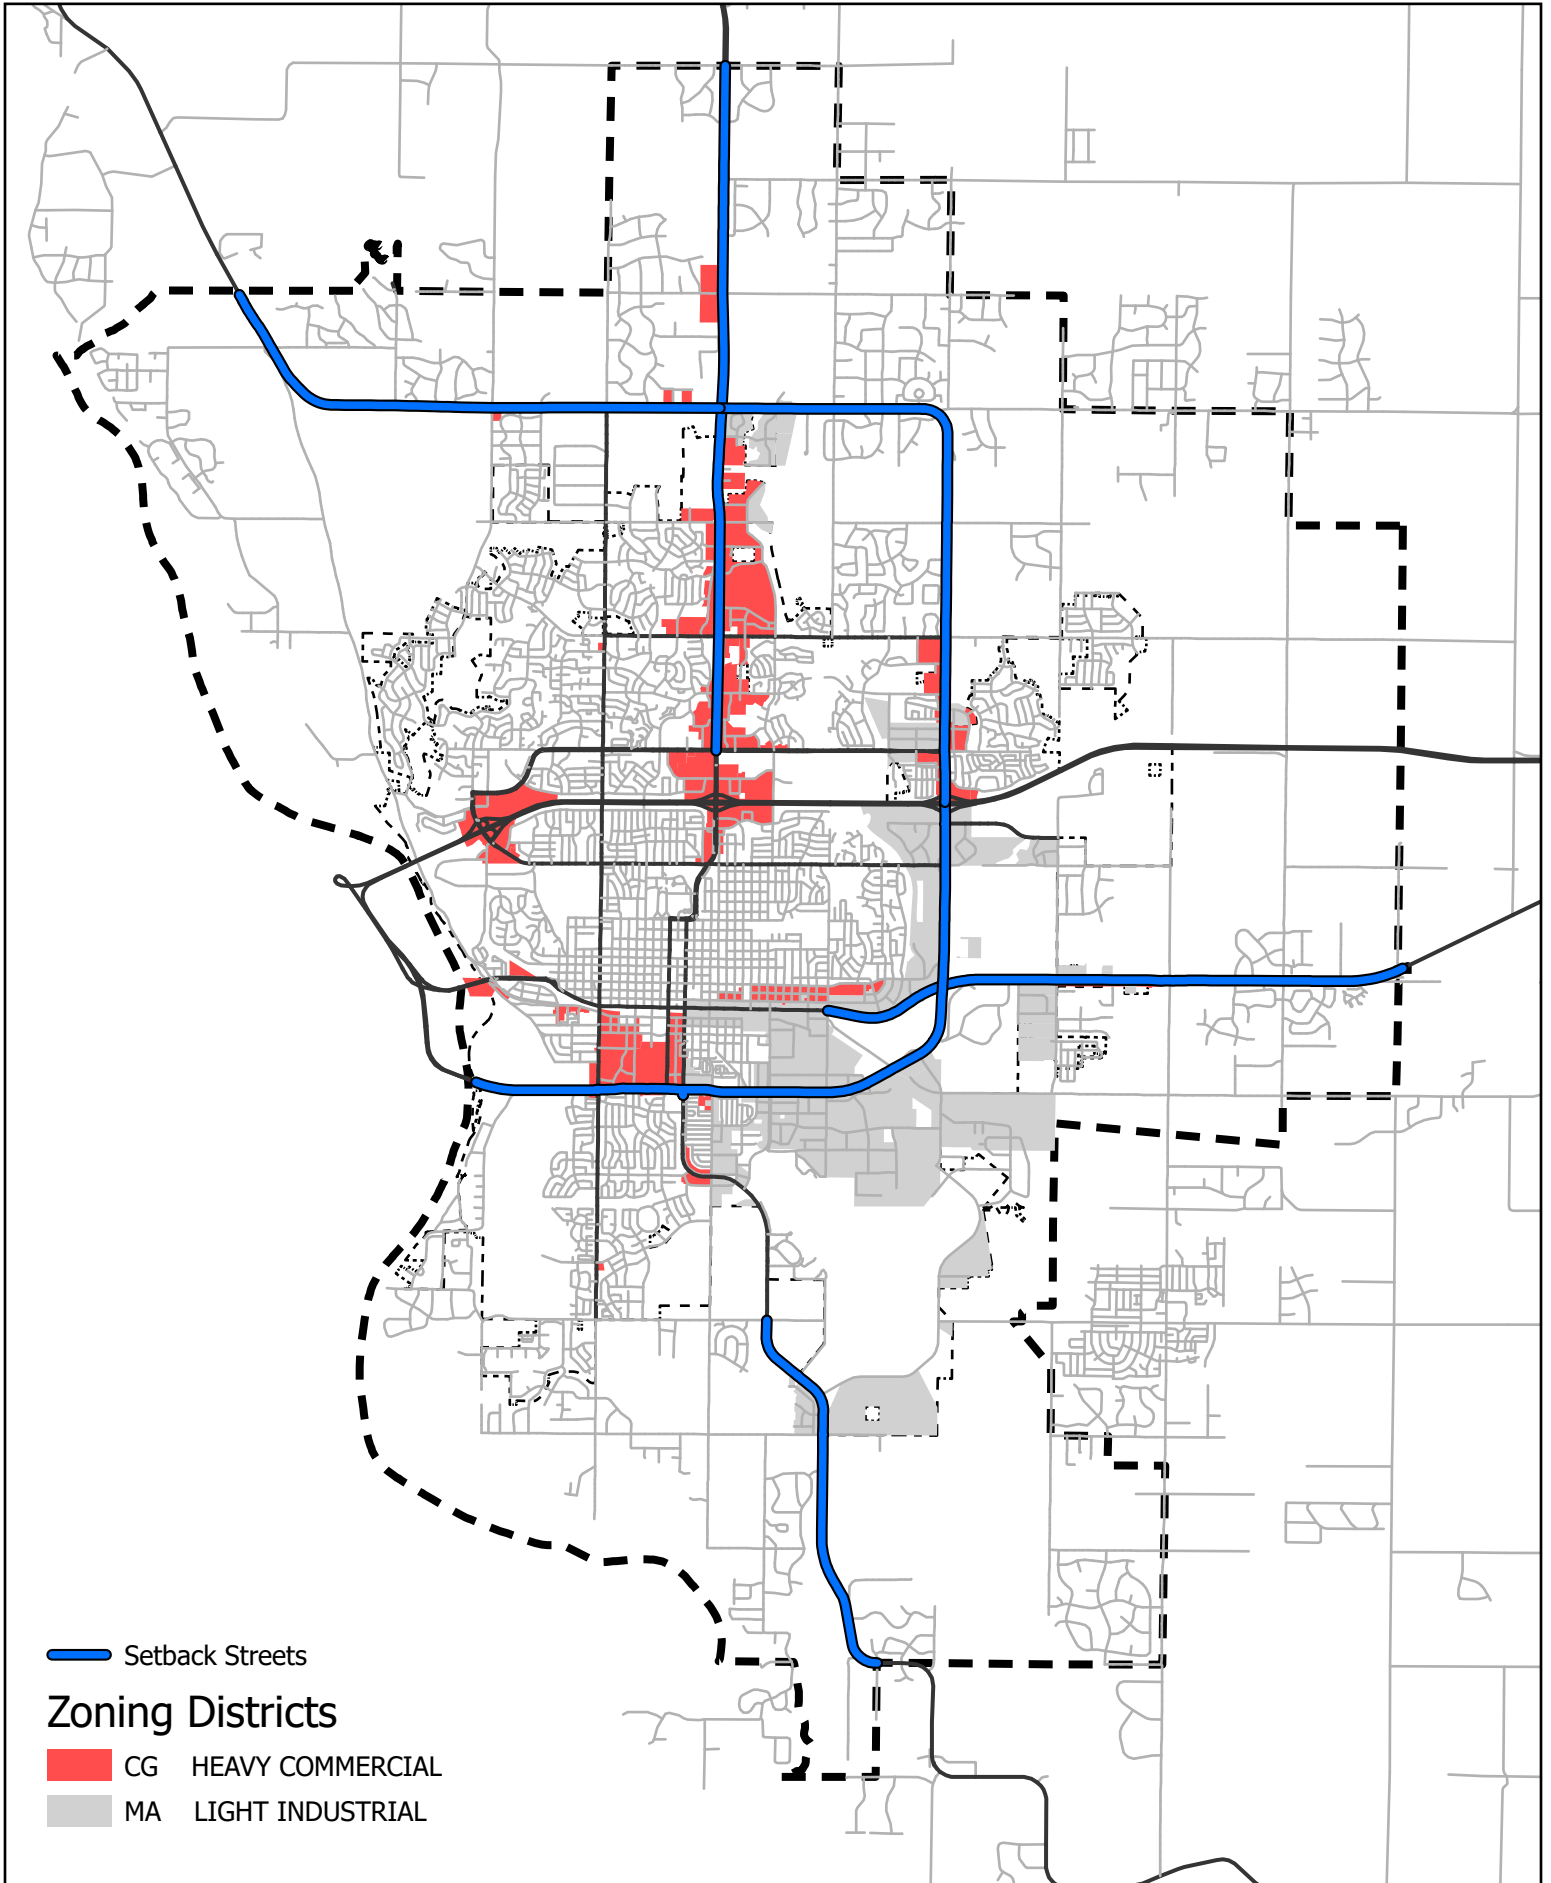 Setback Streets
Zoning Districts
CG HEAVY COMMERCIAL
MA LIGHT INDUSTRIAL